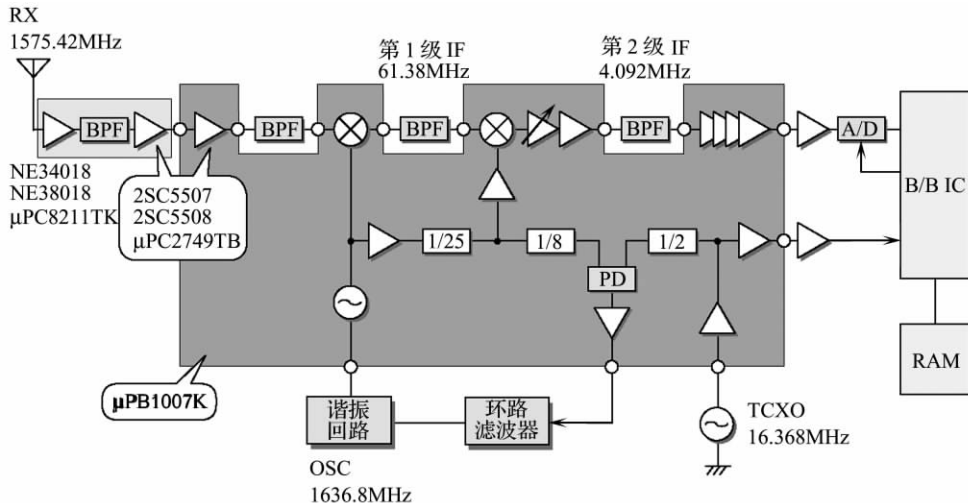 RX
1575.42MHz
第1级 IF
61.38MHz
第2级 IF
4.092MHz
BPF
BPF
BPF
BPF
A/D
B/B IC
NE34018
NE38018
μPC8211TK
2SC5507
2SC5508
μPC2749TB
1/25
1/8
1/2
PD
μPB1007K
RAM
谐振
回路
环路
滤波器
TCXO
16.368MHz
OSC
1636.8MHz